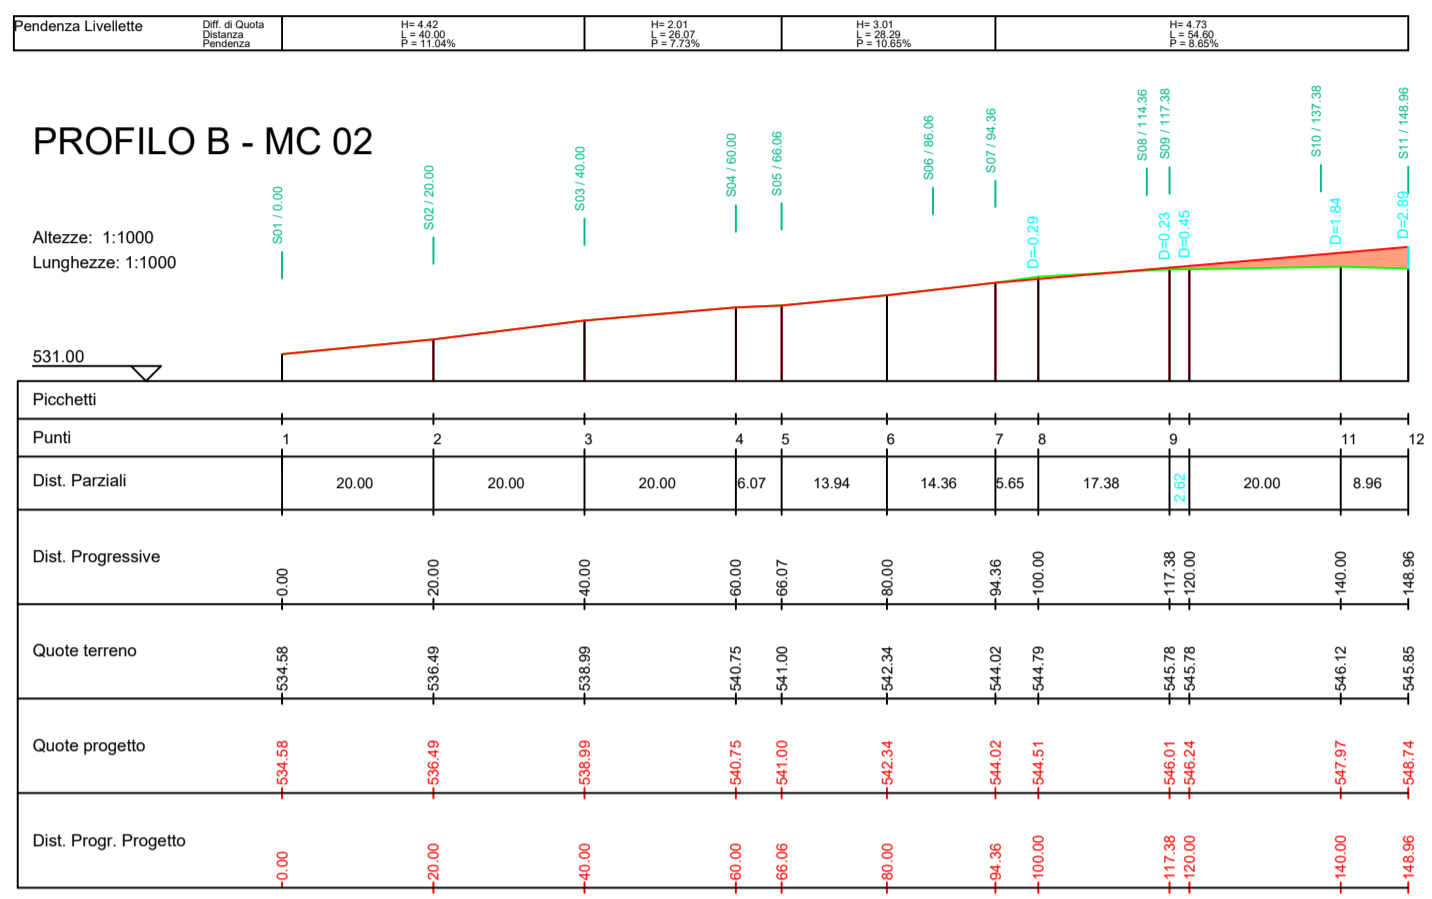 Pendenza Livellette
Diff. di Quota
Distanza
Pendenza
H= 4.42
L = 40.00
P = 11.04%
H= 2.01
L = 26.07
P = 7.73%
H= 3.01
L = 28.29
P = 10.65%
H= 4.73
L = 54.60
P = 8.65%
PROFILO B - MC 02
Altezze: 1:1000
Lunghezze: 1:1000
S01 / 0.00
S02 / 20.00
S03 / 40.00
S04 / 60.00
S05 / 66.06
S06 / 86.06
S07 / 94.36
S08 / 114.36
S09 / 117.38
S10 / 137.38
S11 / 148.96
D=-0.29
D=0.23
D=0.45
D=1.84
D=2.89
531.00
Picchetti
Punti 1 2 3 4 5 6 7 8 9 11 12
Dist. Parziali 20.00 20.00 20.00 6.07 13.94 14.36 5.65 17.38 2.62 20.00 8.96
Dist. Progressive 0.00 20.00 40.00 60.00 66.07 80.00 94.36 100.00 117.38 120.00 140.00 148.96
Quote terreno 534.58 536.49 538.99 540.75 541.00 542.34 544.02 544.79 545.78 545.78 546.12 545.85
Quote progetto 534.58 536.49 538.99 540.75 541.00 542.34 544.02 544.51 546.01 546.24 547.97 548.74
Dist. Progr. Progetto 0.00 20.00 40.00 60.00 66.06 80.00 94.36 100.00 117.38 120.00 140.00 148.96